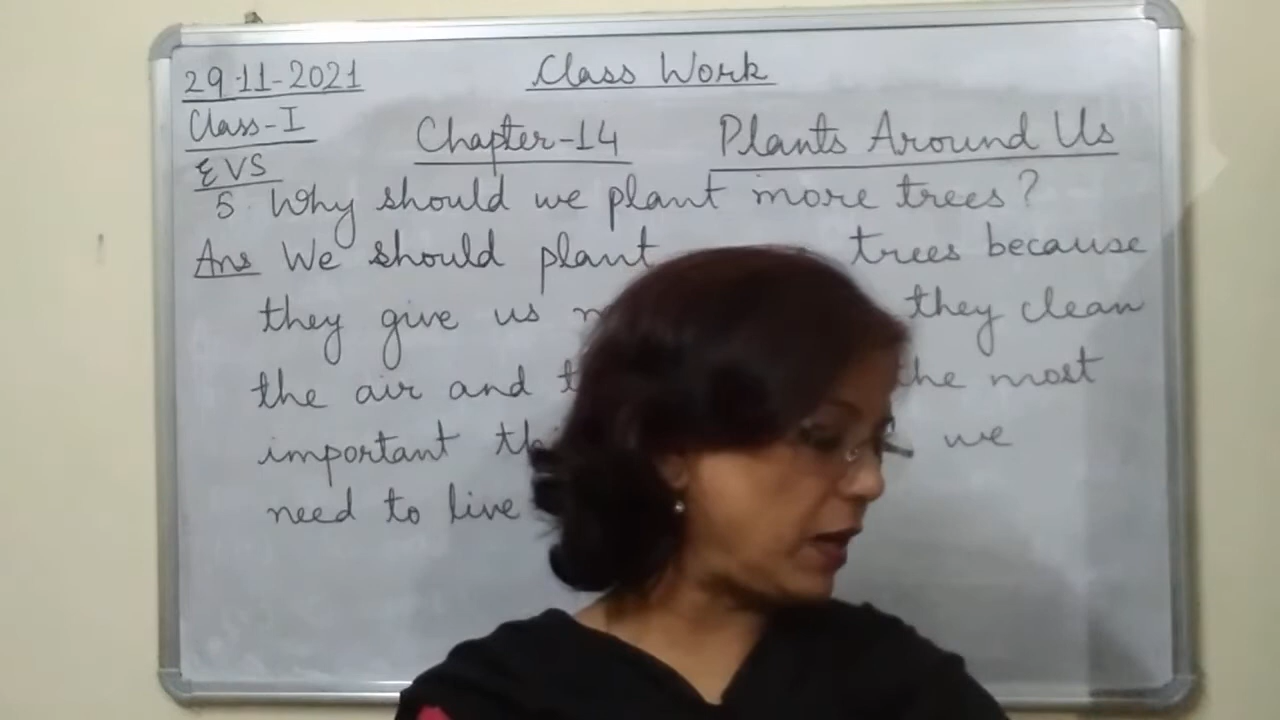 29-11-2021 Class Work
Class-I
Chapter-14 Plants Around Us
EVS
5 Why should we plant more trees?
Ans We should plant trees because
they give us they clean
the air and the most
important we
need to live